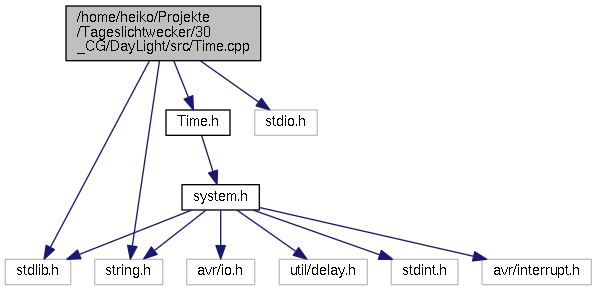 /home/heiko/Projekte
/Tageslichtwecker/30
_CG/DayLight/src/Time.cpp
Time.h
stdio.h
system.h
stdlib.h
string.h
avr/io.h
util/delay.h
stdint.h
avr/interrupt.h